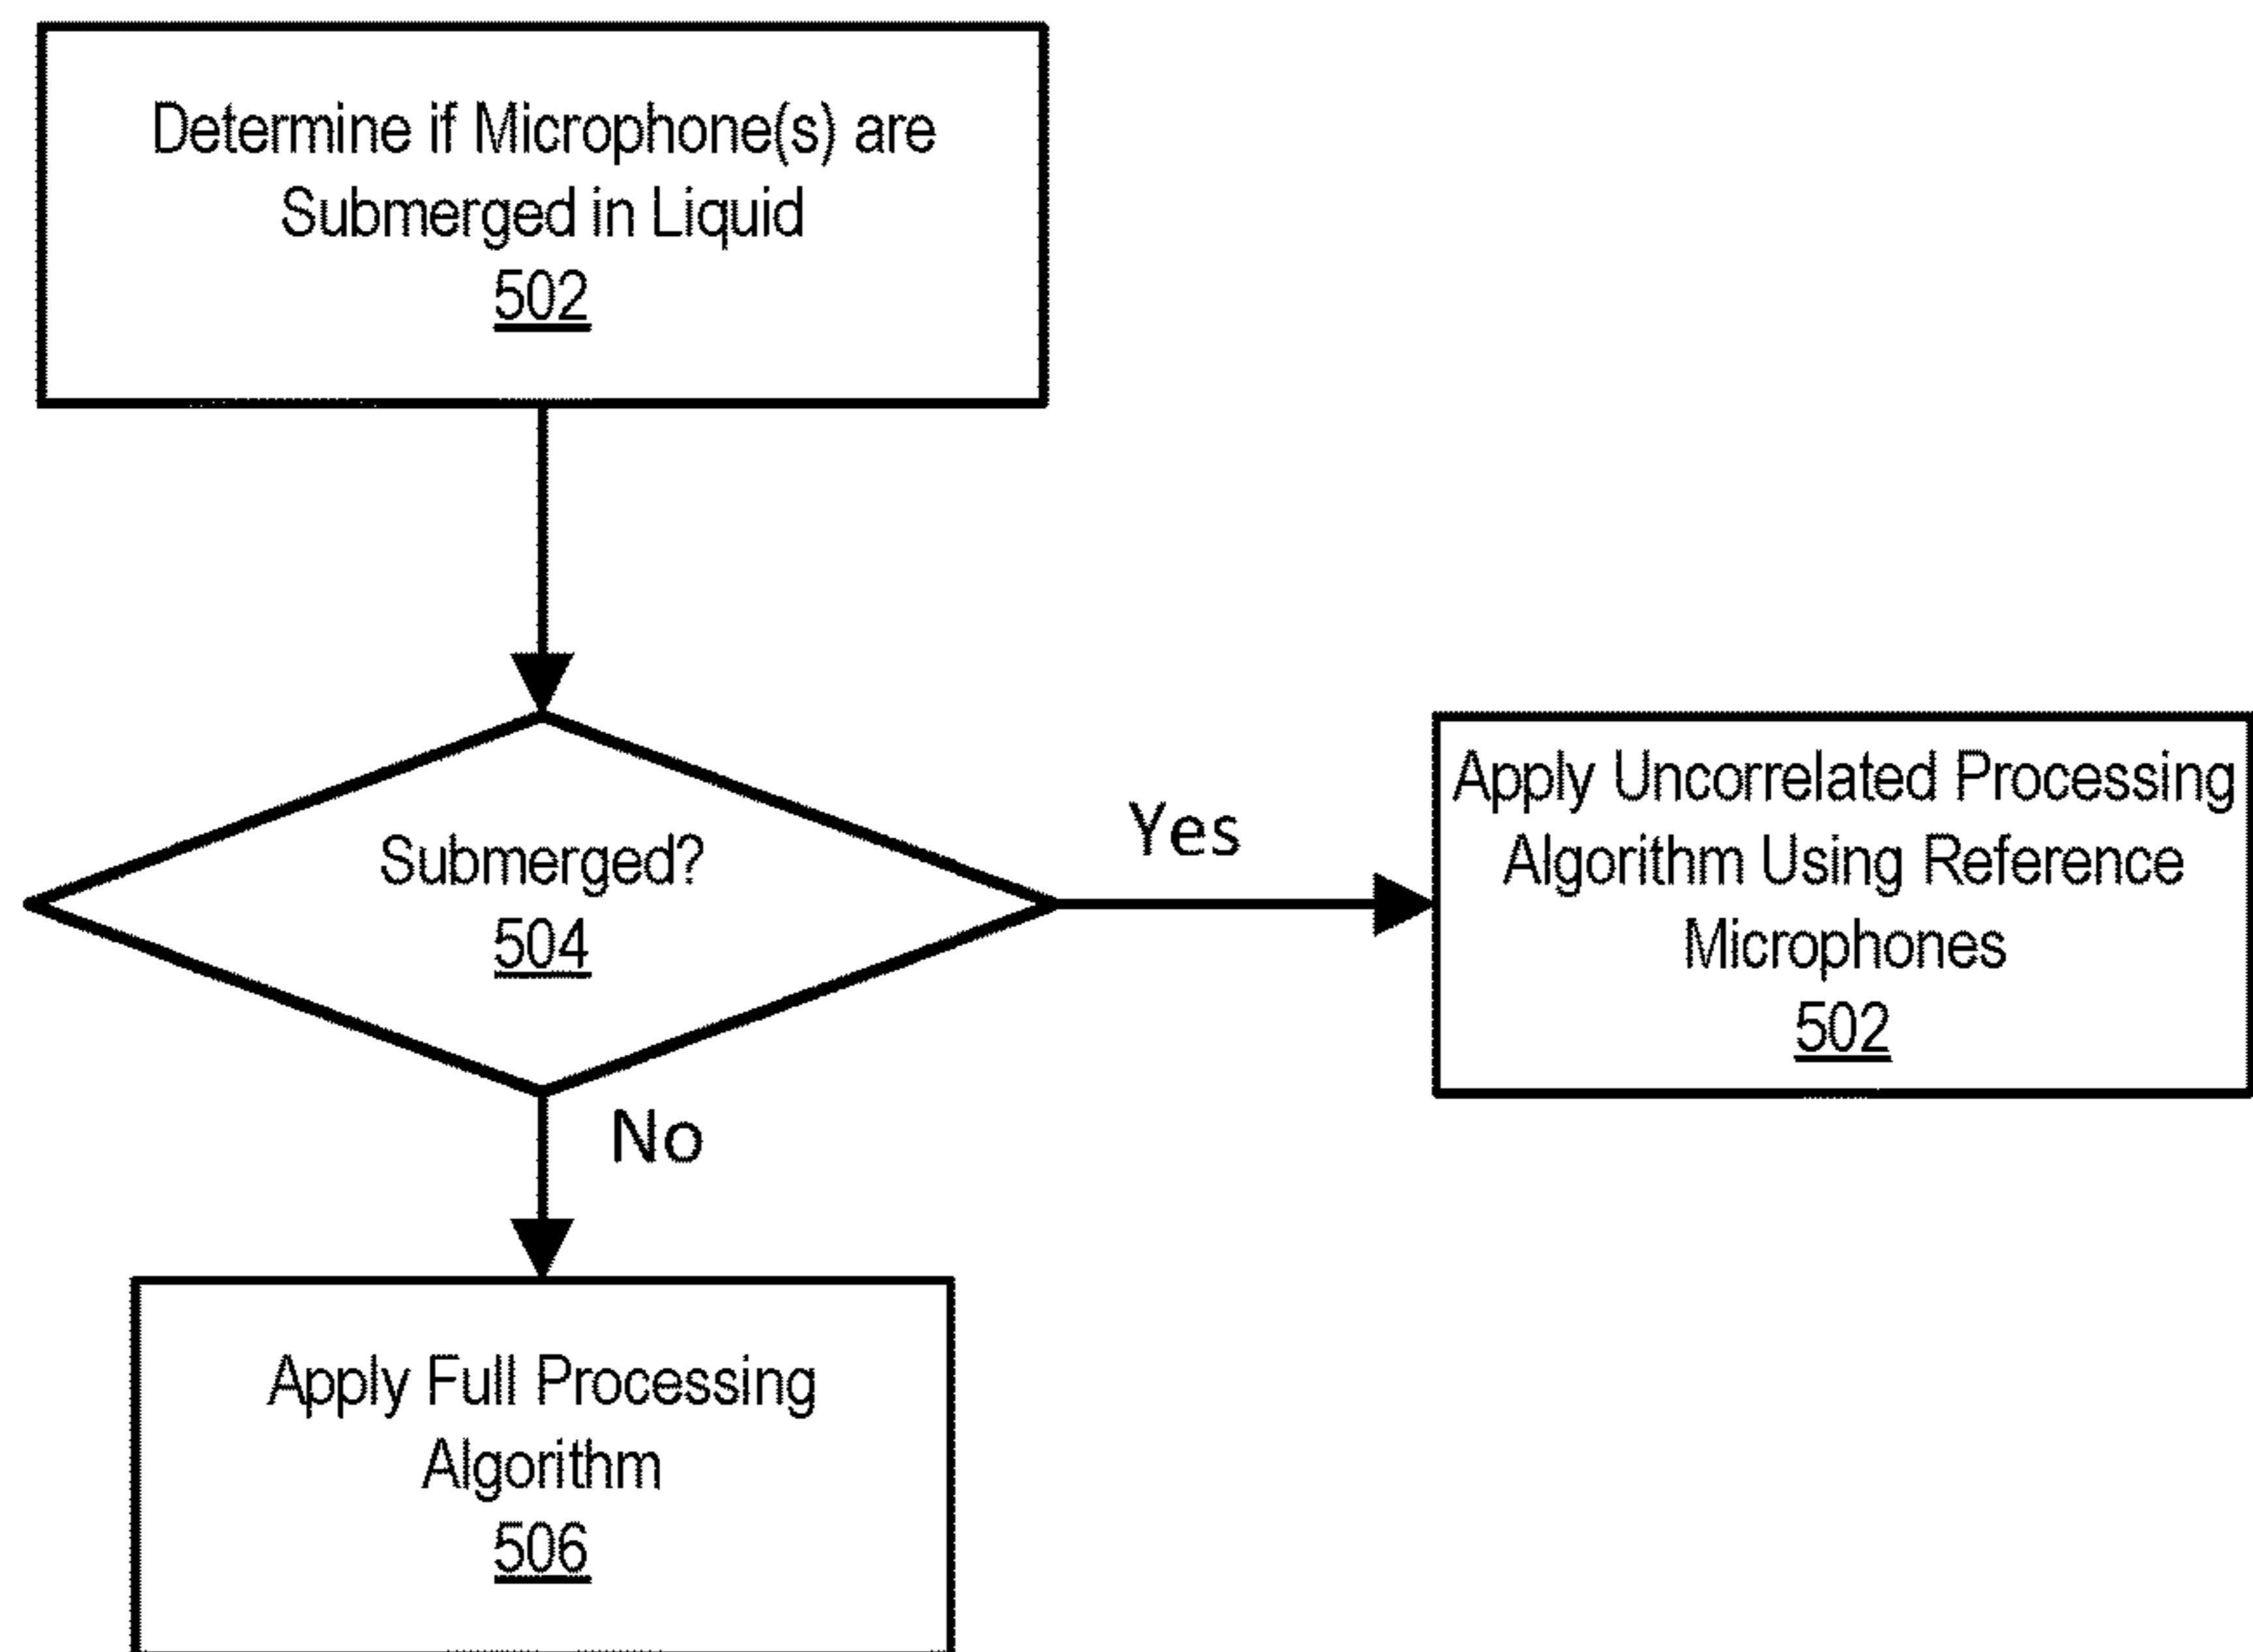 Determine if Microphone(s) are
Submerged in Liquid
502
Submerged?
504
Yes
Apply Uncorrelated Processing
Algorithm Using Reference
Microphones
502
No
Apply Full Processing
Algorithm
506